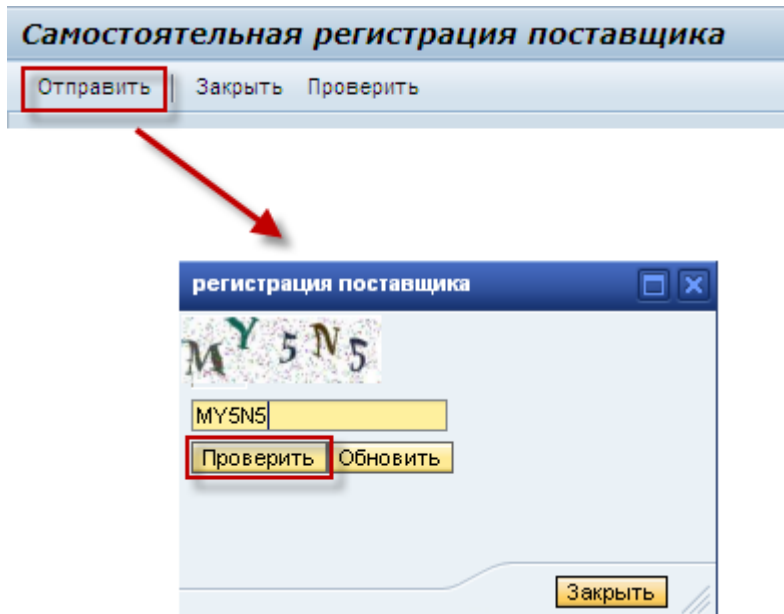 Самостоятельная регистрация поставщика
Отправить | Закрыть Проверить
регистрация поставщика
MY5N5
MY5N5
Проверить Обновить
Закрыть